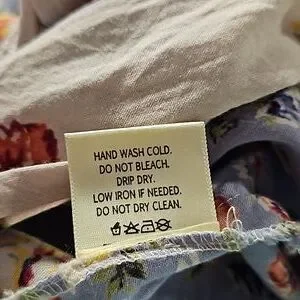 HAND WASH COLD.
DO NOT BLEACH.
DRIP DRY.
LOW IRON IF NEEDED.
DO NOT DRY CLEAN.